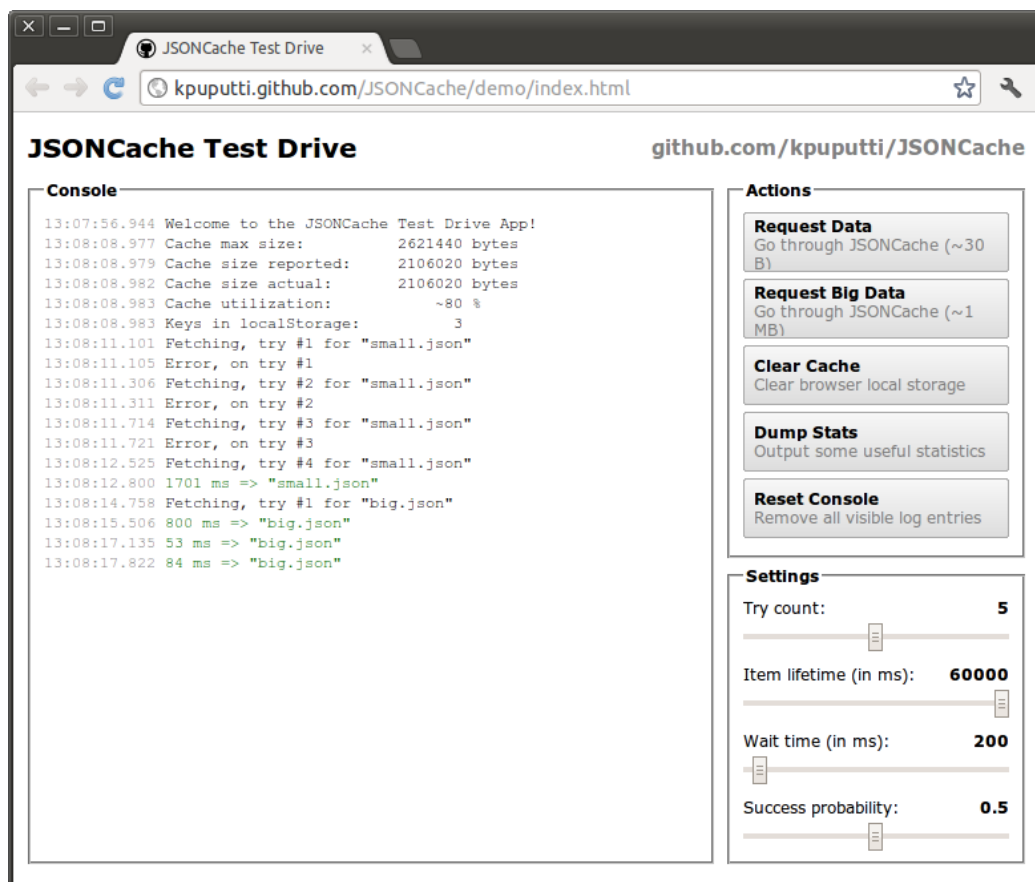 JSONCache Test Drive
kpuputti.github.com/JSONCache/demo/index.html
JSONCache Test Drive
github.com/kpuputti/JSONCache
Console
13:07:56.944 Welcome to the JSONCache Test Drive App!
13:08:08.977 Cache max size: 2621440 bytes
13:08:08.979 Cache size reported: 2106020 bytes
13:08:08.982 Cache size actual: 2106020 bytes
13:08:08.983 Cache utilization: ~80 %
13:08:08.983 Keys in localStorage: 3
13:08:11.101 Fetching, try #1 for "small.json"
13:08:11.105 Error, on try #1
13:08:11.306 Fetching, try #2 for "small.json"
13:08:11.311 Error, on try #2
13:08:11.714 Fetching, try #3 for "small.json"
13:08:11.721 Error, on try #3
13:08:12.525 Fetching, try #4 for "small.json"
13:08:12.800 1701 ms => "small.json"
13:08:14.758 Fetching, try #1 for "big.json"
13:08:15.506 800 ms => "big.json"
13:08:17.135 53 ms => "big.json"
13:08:17.822 84 ms => "big.json"
Actions
Request Data
Go through JSONCache (~30
B)
Request Big Data
Go through JSONCache (~1
MB)
Clear Cache
Clear browser local storage
Dump Stats
Output some useful statistics
Reset Console
Remove all visible log entries
Settings
Try count: 5
Item lifetime (in ms): 60000
Wait time (in ms): 200
Success probability: 0.5